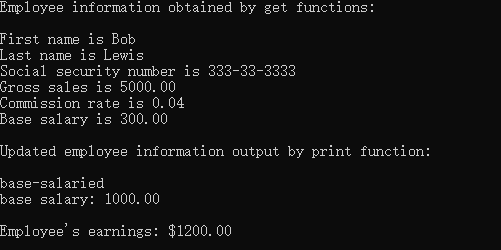 Employee information obtained by get functions:
First name is Bob
Last name is Lewis
Social security number is 333-33-3333
Gross sales is 5000.00
Commission rate is 0.04
Base salary is 300.00
Updated employee information output by print function:
base-salaried
base salary: 1000.00
Employee's earnings: $1200.00